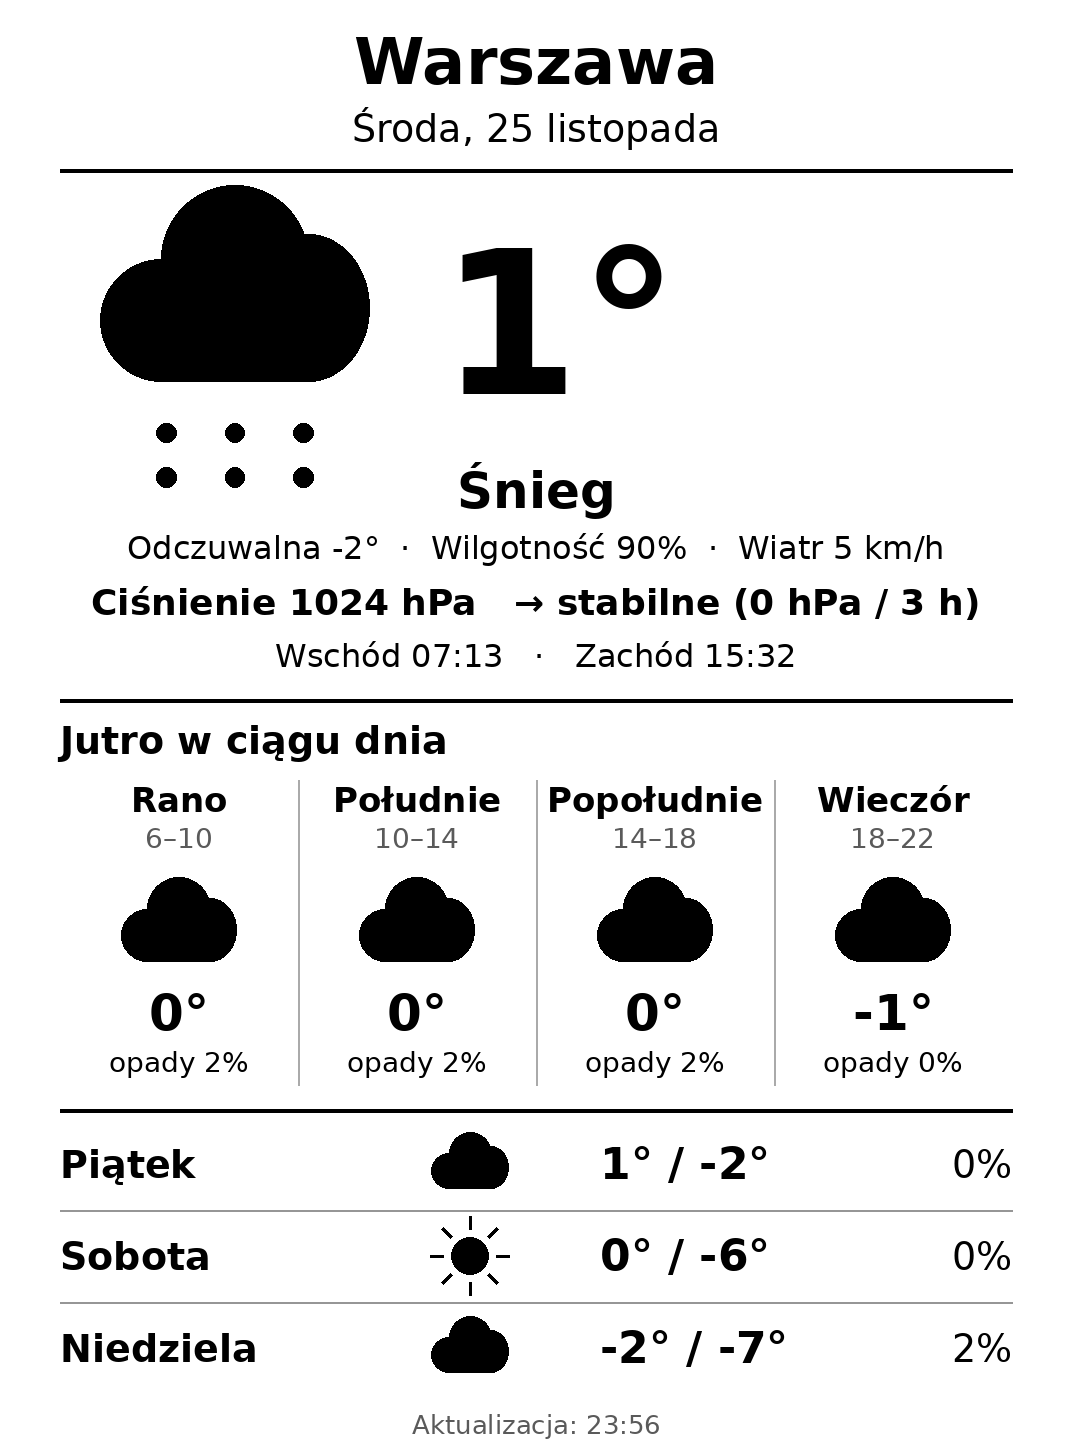 Warszawa
Środa, 25 listopada
1°
Śnieg
Odczuwalna -2° · Wilgotność 90% · Wiatr 5 km/h
Ciśnienie 1024 hPa → stabilne (0 hPa / 3 h)
Wschód 07:13 · Zachód 15:32
Jutro w ciągu dnia
Rano Południe Popołudnie Wieczór
6–10 10–14 14–18 18–22
0° 0° 0° -1°
opady 2% opady 2% opady 2% opady 0%
Piątek 1° / -2° 0%
Sobota 0° / -6° 0%
Niedziela -2° / -7° 2%
Aktualizacja: 23:56